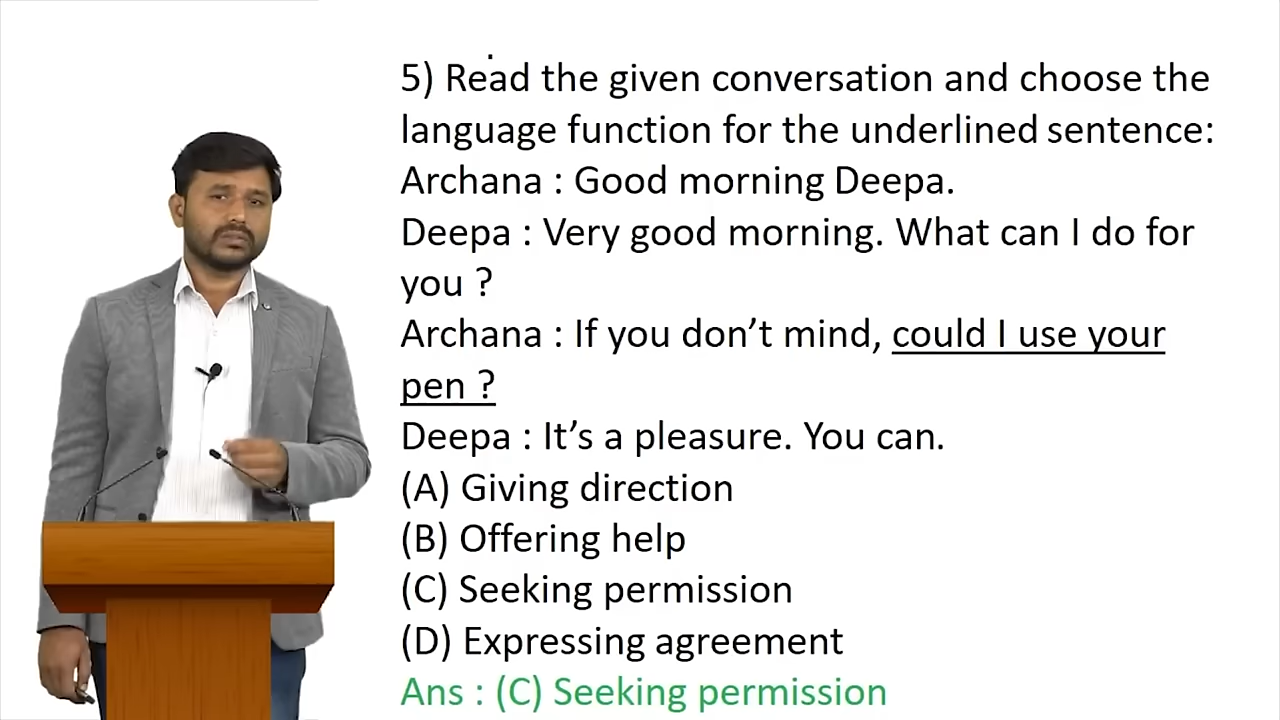 5) Read the given conversation and choose the
language function for the underlined sentence:
Archana : Good morning Deepa.
Deepa : Very good morning. What can I do for
you ?
Archana : If you don’t mind, could I use your
pen ?
Deepa : It’s a pleasure. You can.
(A) Giving direction
(B) Offering help
(C) Seeking permission
(D) Expressing agreement
Ans : (C) Seeking permission